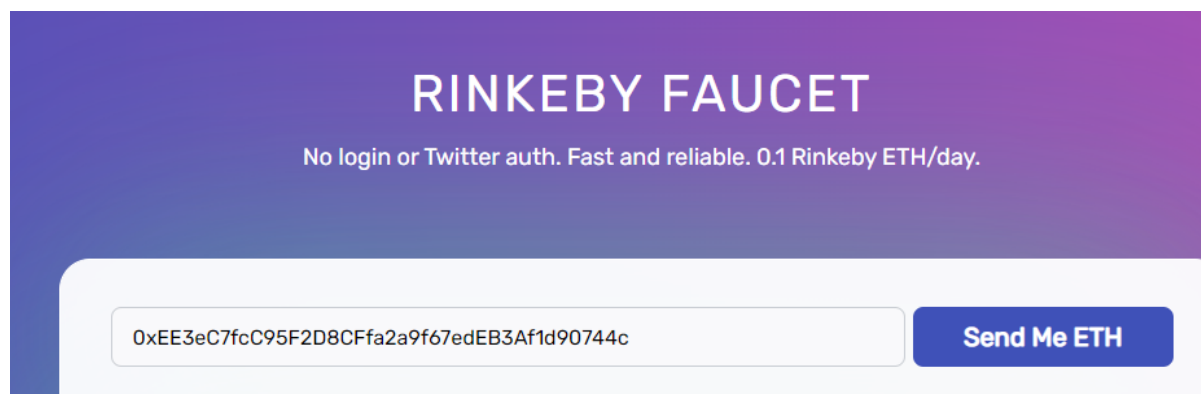 RINKEBY FAUCET
No login or Twitter auth. Fast and reliable. 0.1 Rinkeby ETH/day.
0xEE3eC7fcC95F2D8CFfa2a9f67edEB3Af1d90744c
Send Me ETH